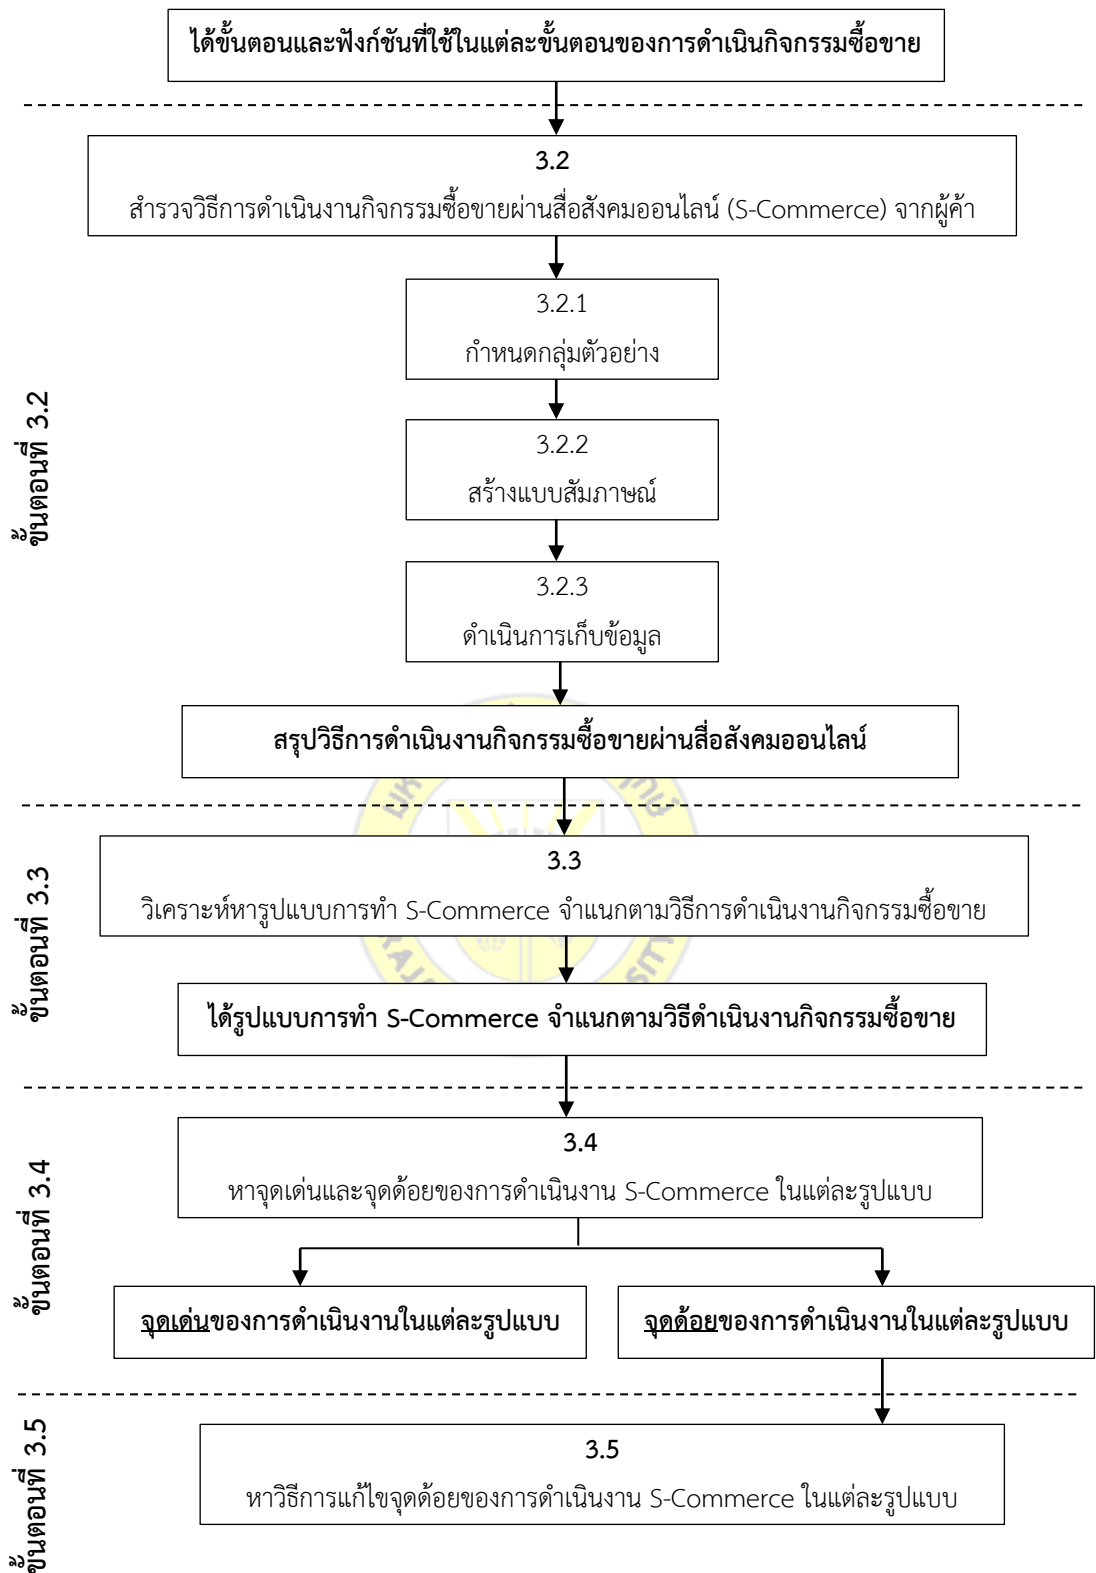 ได้ขั้นตอนและฟังก์ชันที่ใช้ในแต่ละขั้นตอนของการดำเนินกิจกรรมซื้อขาย
ขั้นตอนที่ 3.2
3.2
สำรวจวิธีการดำเนินงานกิจกรรมซื้อขายผ่านสื่อสังคมออนไลน์ (S-Commerce) จากผู้ค้า
3.2.1
กำหนดกลุ่มตัวอย่าง
3.2.2
สร้างแบบสัมภาษณ์
3.2.3
ดำเนินการเก็บข้อมูล
สรุปวิธีการดำเนินงานกิจกรรมซื้อขายผ่านสื่อสังคมออนไลน์
ขั้นตอนที่ 3.3
3.3
วิเคราะห์หารูปแบบการทำ S-Commerce จำแนกตามวิธีการดำเนินงานกิจกรรมซื้อขาย
ได้รูปแบบการทำ S-Commerce จำแนกตามวิธีดำเนินงานกิจกรรมซื้อขาย
ขั้นตอนที่ 3.4
3.4
หาจุดเด่นและจุดด้อยของการดำเนินงาน S-Commerce ในแต่ละรูปแบบ
จุดเด่นของการดำเนินงานในแต่ละรูปแบบ
จุดด้อยของการดำเนินงานในแต่ละรูปแบบ
ขั้นตอนที่ 3.5
3.5
หาวิธีการแก้ไขจุดด้อยของการดำเนินงาน S-Commerce ในแต่ละรูปแบบ